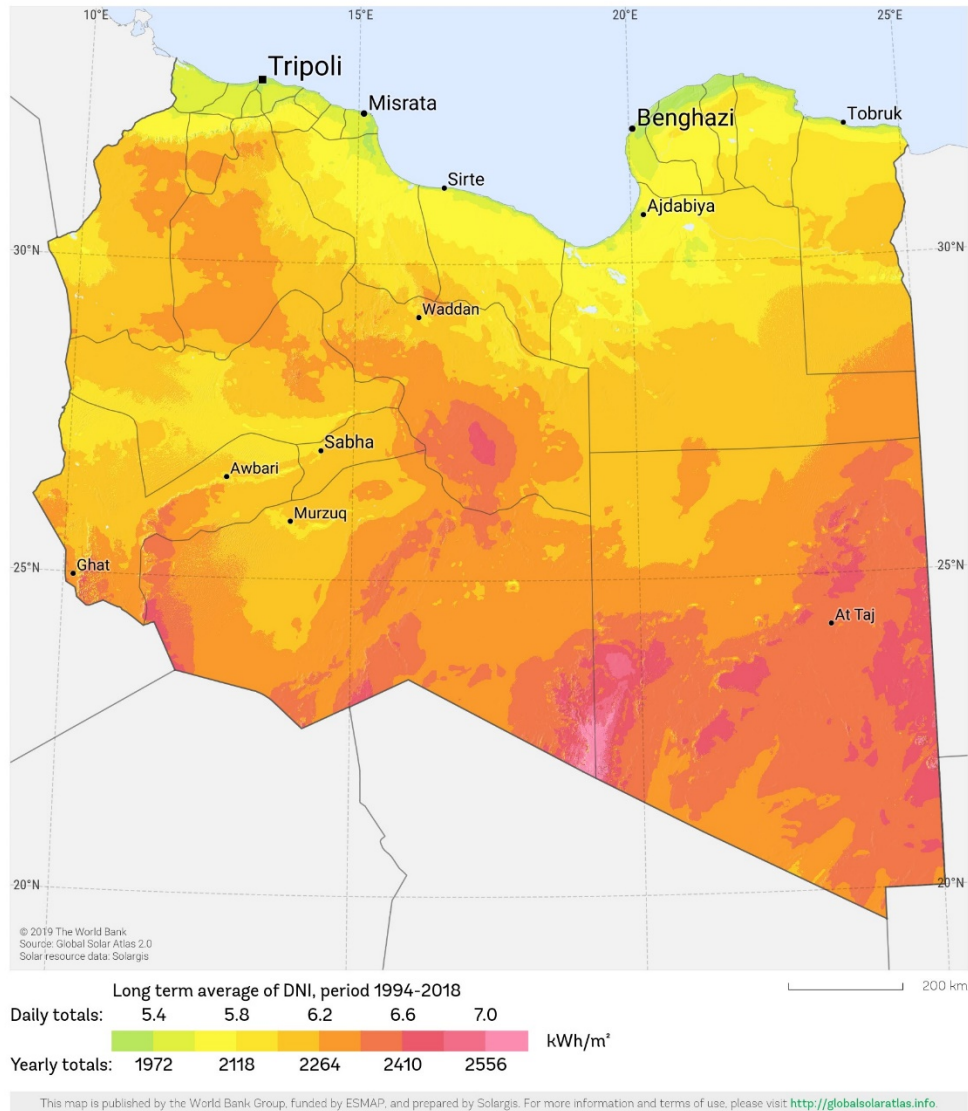 10°E 15°E 20°E 25°E
Tripoli
Misrata
Benghazi
Tobruk
Sirte
Ajdabiya
30°N 30°N
Waddan
Sabha
Awbari
Murzuq
Ghat
25°N 25°N
At Taj
20°N 20°N
© 2019 The World Bank
Source: Global Solar Atlas 2.0
Solar resource data: Solargis
200 km
Long term average of DNI, period 1994-2018
Daily totals: 5.4 5.8 6.2 6.6 7.0
kWh/m²
Yearly totals: 1972 2118 2264 2410 2556
This map is published by the World Bank Group, funded by ESMAP, and prepared by Solargis. For more information and terms of use, please visit http://globalsolaratlas.info.